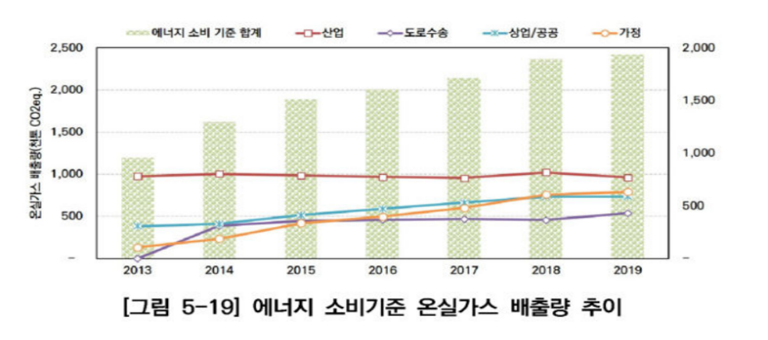 에너지 소비 기준 합계 산업 도로수송 상업/공공 가정
2,500
2,000
1,500
1,000
500
-
온실가스 배출량(천톤 CO2eq.)
2,000
1,500
1,000
500
-
2013 2014 2015 2016 2017 2018 2019
[그림 5-19] 에너지 소비기준 온실가스 배출량 추이